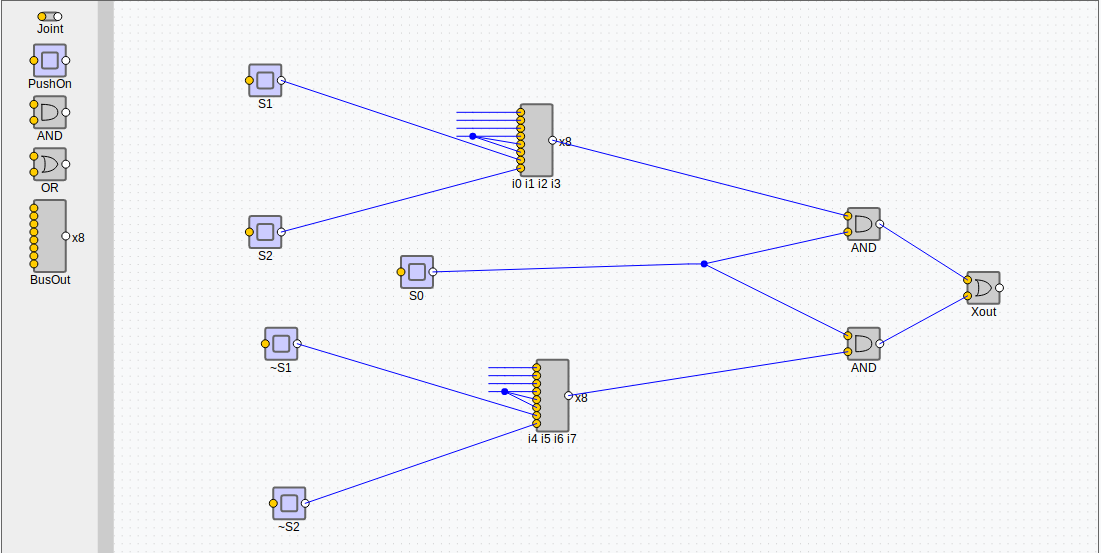 Joint
PushOn
AND
OR
x8
BusOut
S1
x8
i0 i1 i2 i3
S2
S0
AND
Xout
~S1
AND
x8
i4 i5 i6 i7
~S2